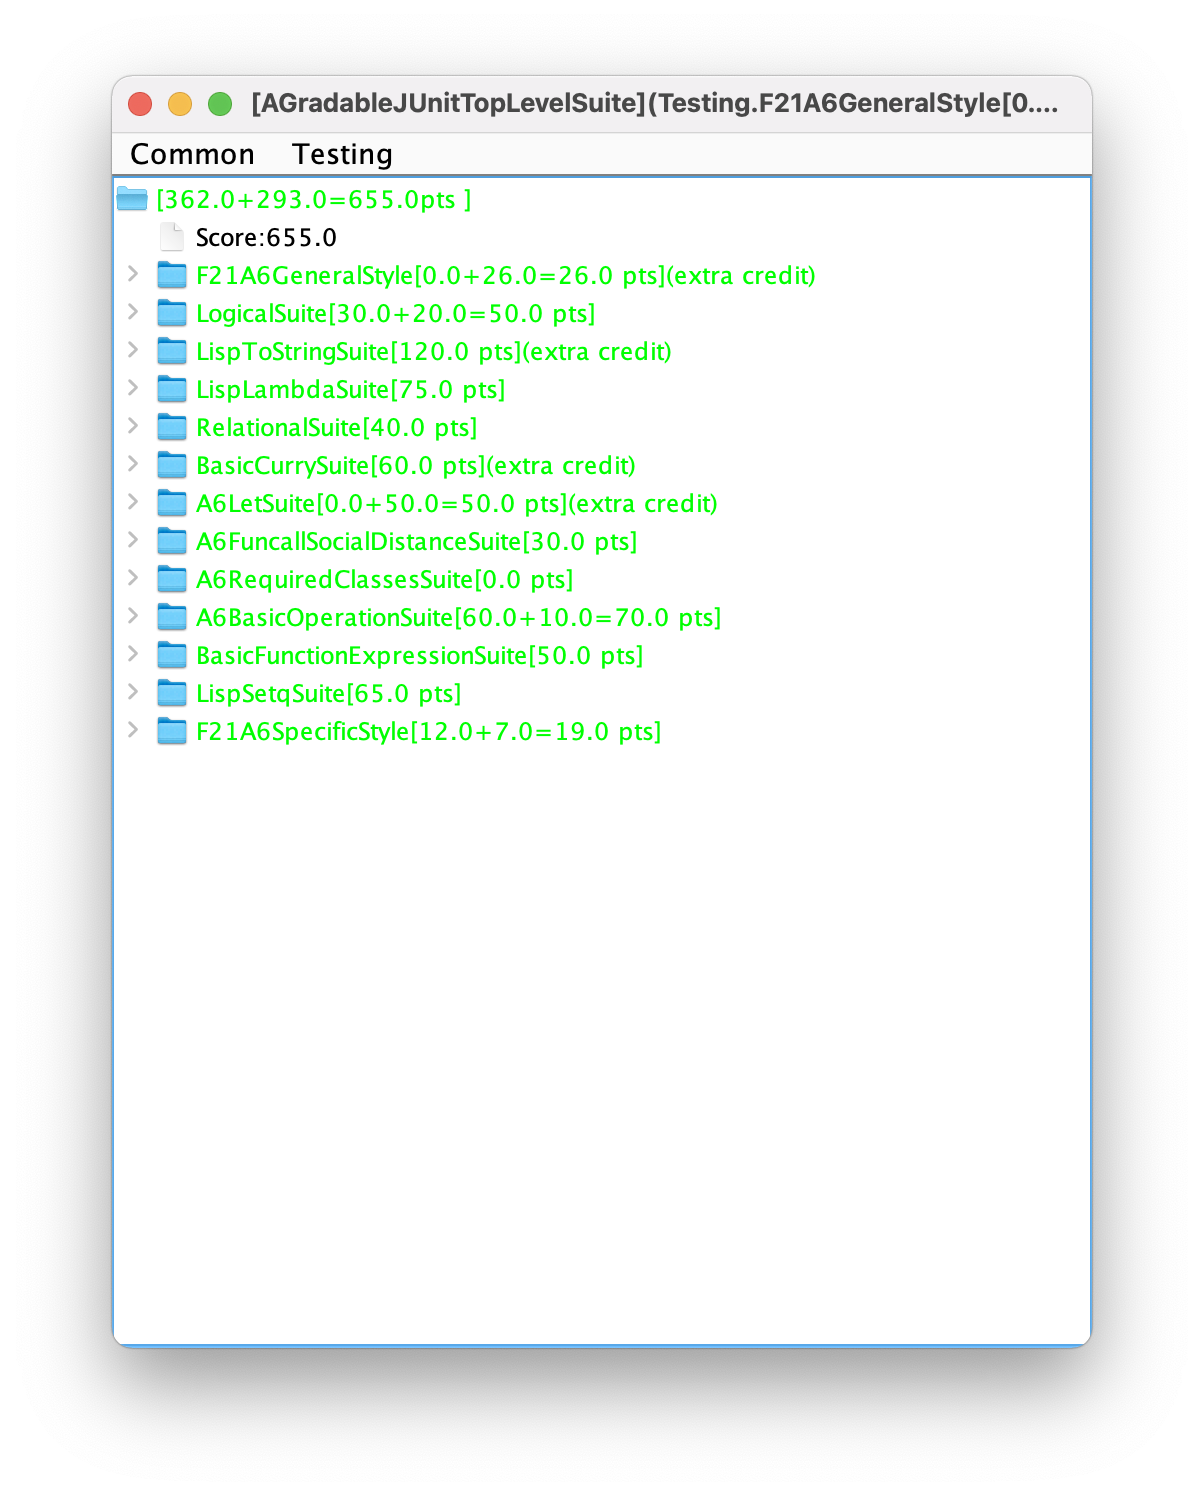 [AGradableJUnitTopLevelSuite](Testing.F21A6GeneralStyle[0....
Common Testing
[362.0+293.0=655.0pts ]
Score:655.0
F21A6GeneralStyle[0.0+26.0=26.0 pts](extra credit)
LogicalSuite[30.0+20.0=50.0 pts]
LispToStringSuite[120.0 pts](extra credit)
LispLambdaSuite[75.0 pts]
RelationalSuite[40.0 pts]
BasicCurrySuite[60.0 pts](extra credit)
A6LetSuite[0.0+50.0=50.0 pts](extra credit)
A6FuncallSocialDistanceSuite[30.0 pts]
A6RequiredClassesSuite[0.0 pts]
A6BasicOperationSuite[60.0+10.0=70.0 pts]
BasicFunctionExpressionSuite[50.0 pts]
LispSetqSuite[65.0 pts]
F21A6SpecificStyle[12.0+7.0=19.0 pts]